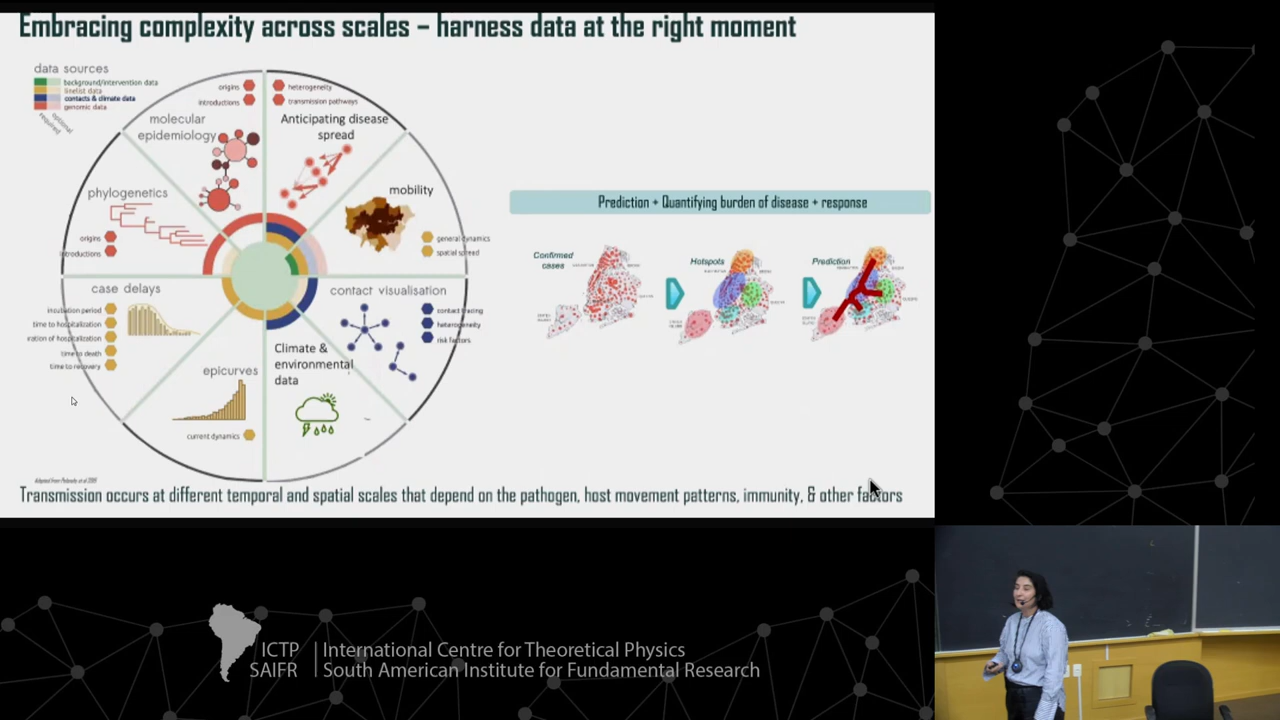 Embracing complexity across scales – harness data at the right moment
data sources
background/intervention data
linelist data
contacts & climate data
genomic data
required
optional
origins
introductions
molecular
epidemiology
heterogeneity
transmission pathways
Anticipating disease
spread
phylogenetics
origins
introductions
mobility
general dynamics
spatial spread
case delays
incubation period
time to hospitalization
ration of hospitalization
time to death
time to recovery
contact visualisation
contact tracing
heterogeneity
risk factors
epicurves
current dynamics
Climate &
environmental
data
Prediction + Quantifying burden of disease + response
Confirmed
cases
Hotspots
Prediction
Transmission occurs at different temporal and spatial scales that depend on the pathogen, host movement patterns, immunity, & other factors
ICTP
SAIFR
International Centre for Theoretical Physics
South American Institute for Fundamental Research